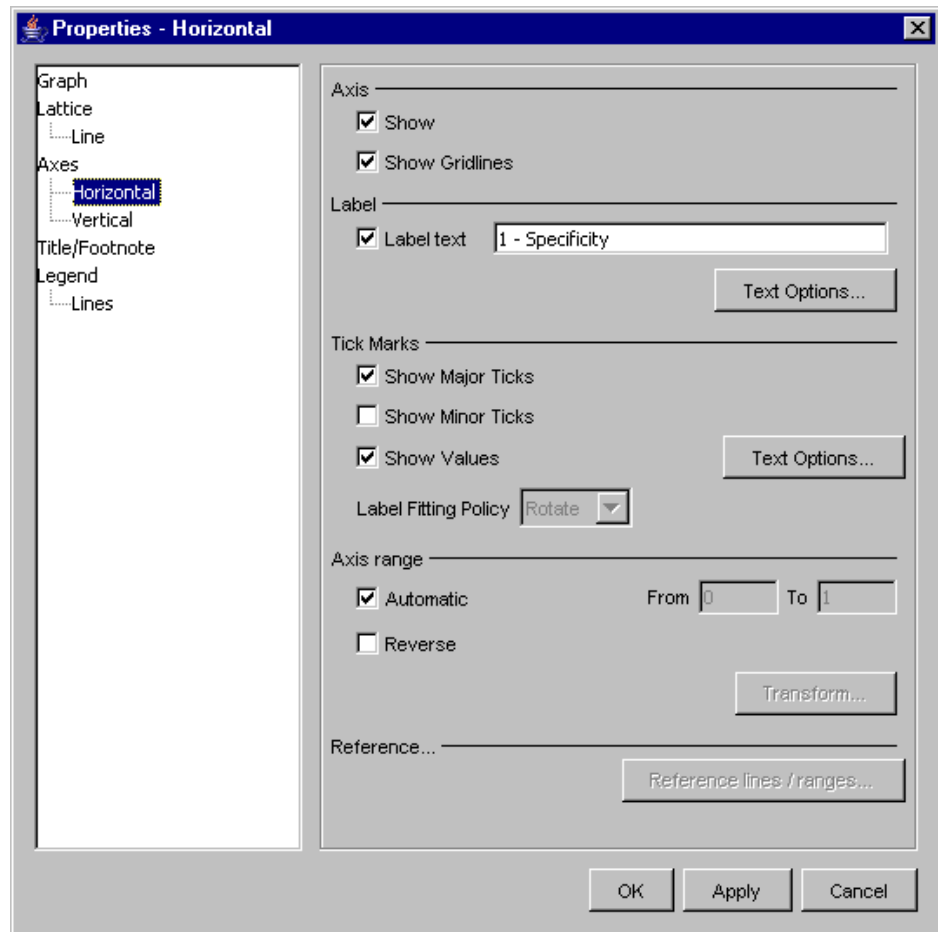 Properties - Horizontal
Graph
Lattice
Line
Axes
Horizontal
Vertical
Title/Footnote
Legend
Lines
Axis
Show
Show Gridlines
Label
Label text 1 - Specificity
Text Options...
Tick Marks
Show Major Ticks
Show Minor Ticks
Show Values Text Options...
Label Fitting Policy Rotate
Axis range
Automatic From 0 To 1
Reverse
Transform...
Reference...
Reference lines / ranges...
OK Apply Cancel